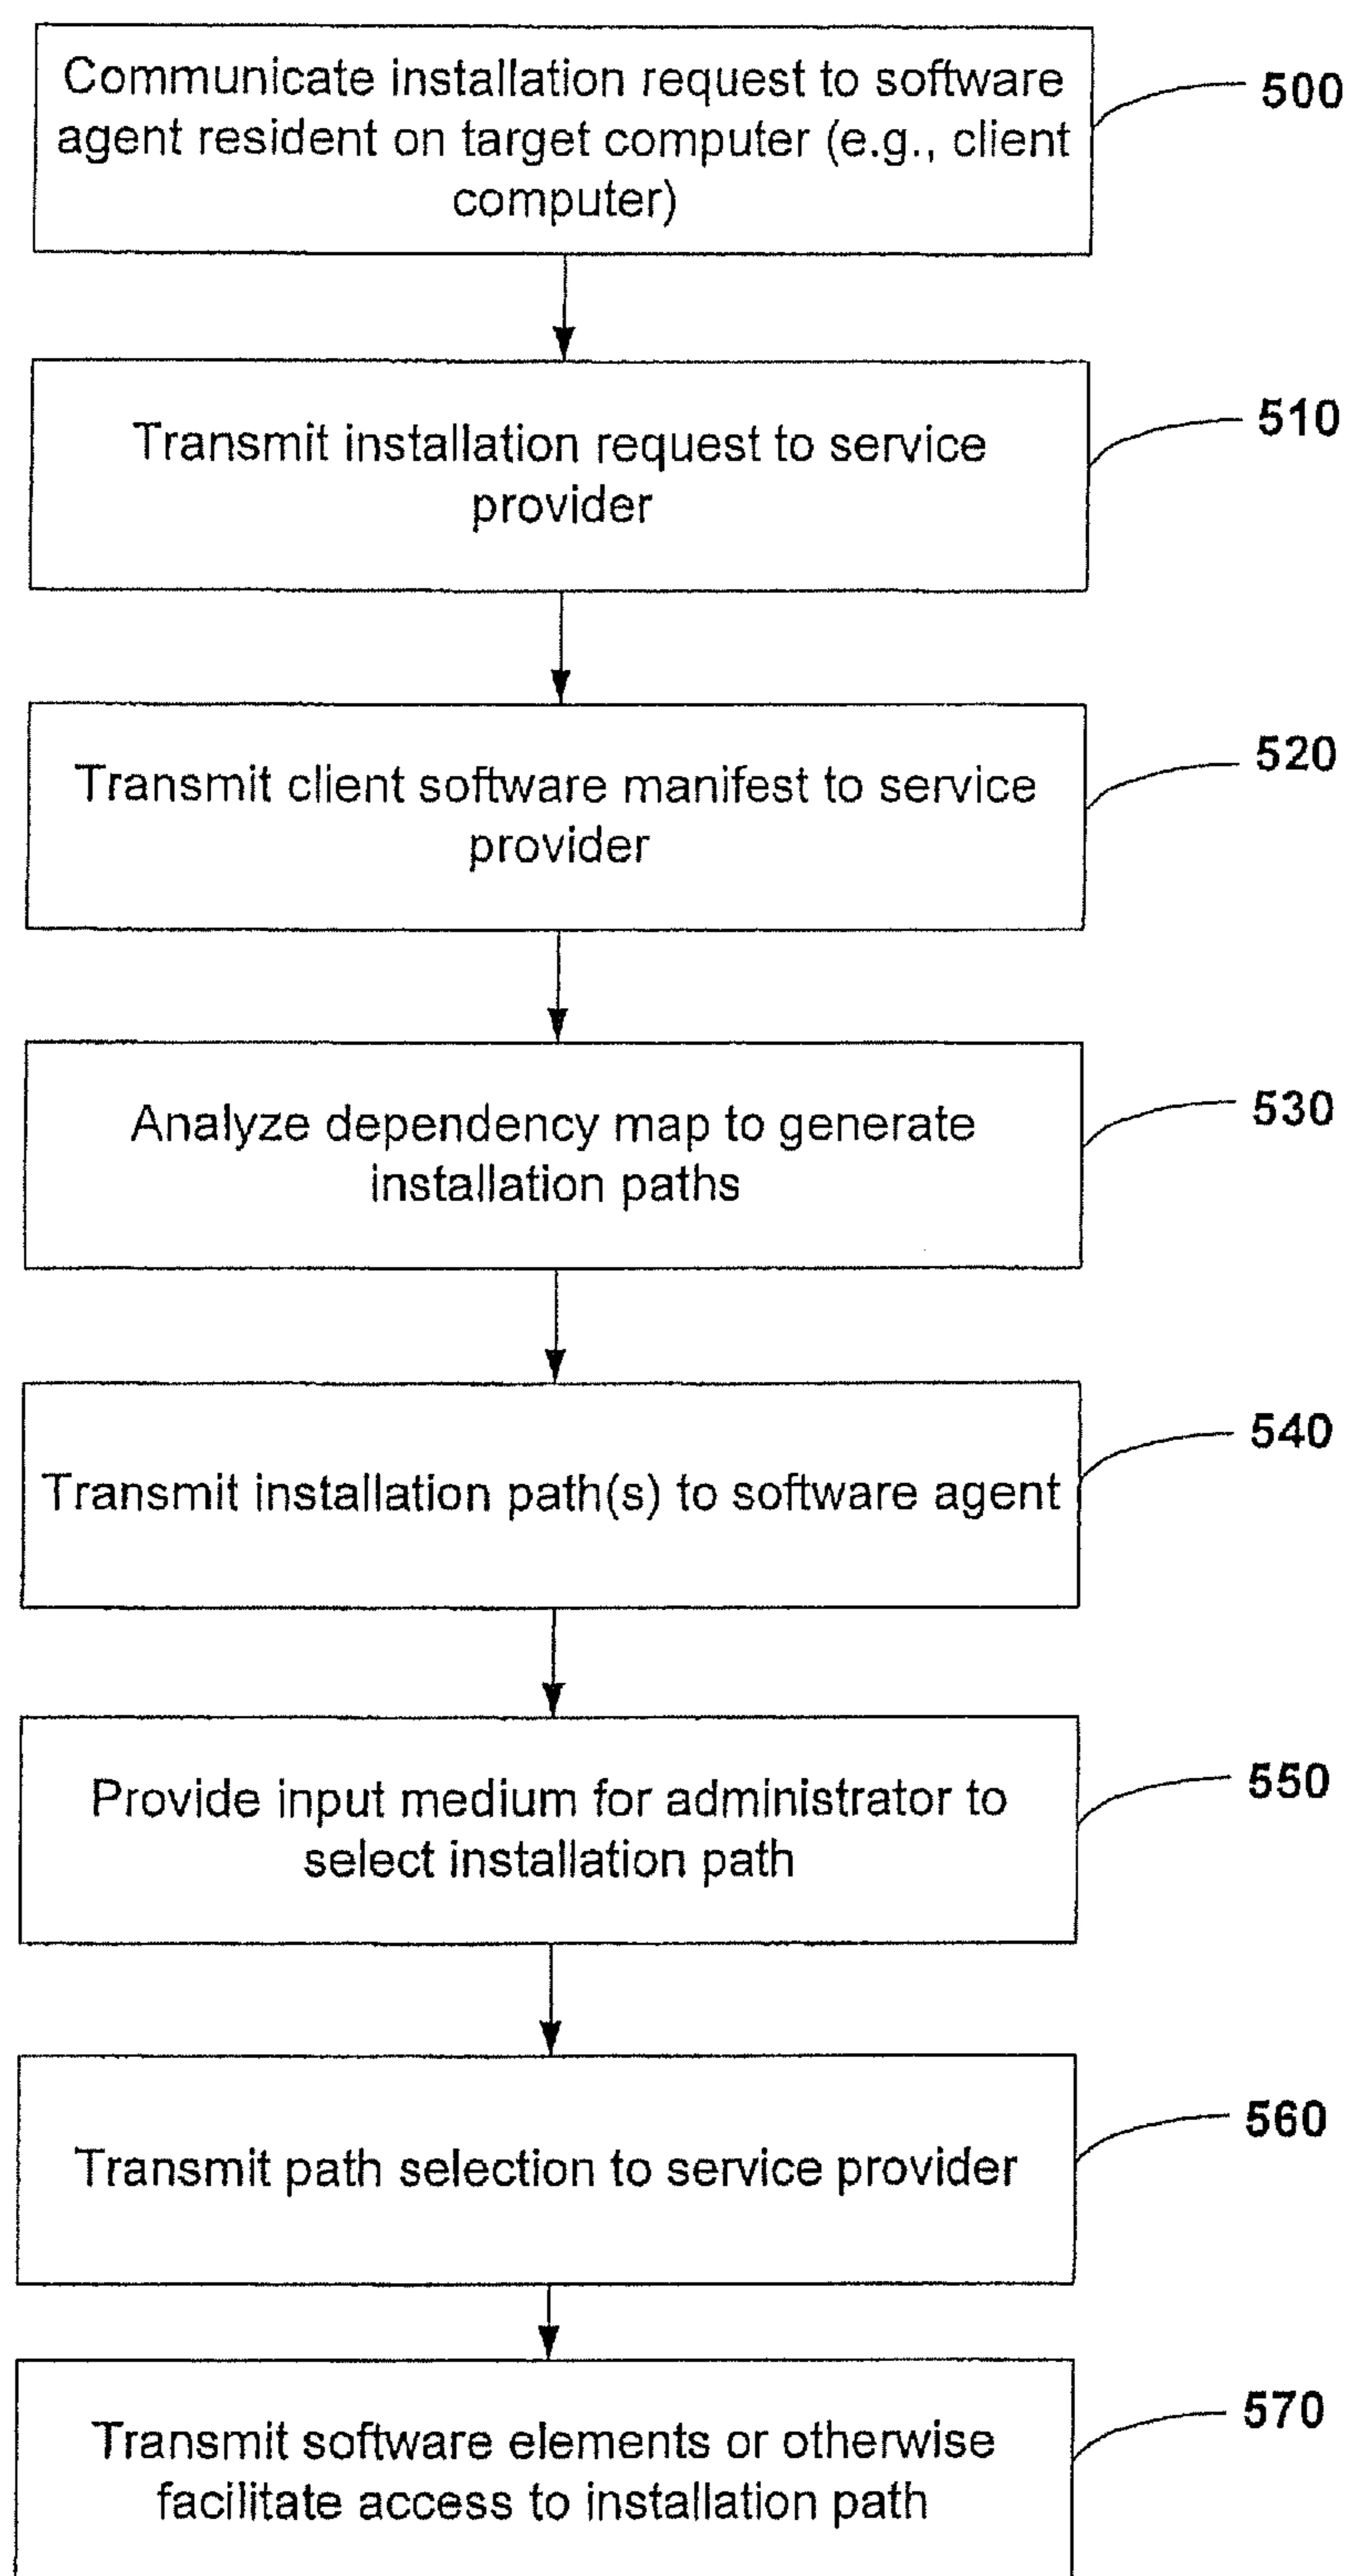 Communicate installation request to software
agent resident on target computer (e.g., client
computer)
500
Transmit installation request to service
provider
510
Transmit client software manifest to service
provider
520
Analyze dependency map to generate
installation paths
530
Transmit installation path(s) to software agent
540
Provide input medium for administrator to
select installation path
550
Transmit path selection to service provider
560
Transmit software elements or otherwise
facilitate access to installation path
570